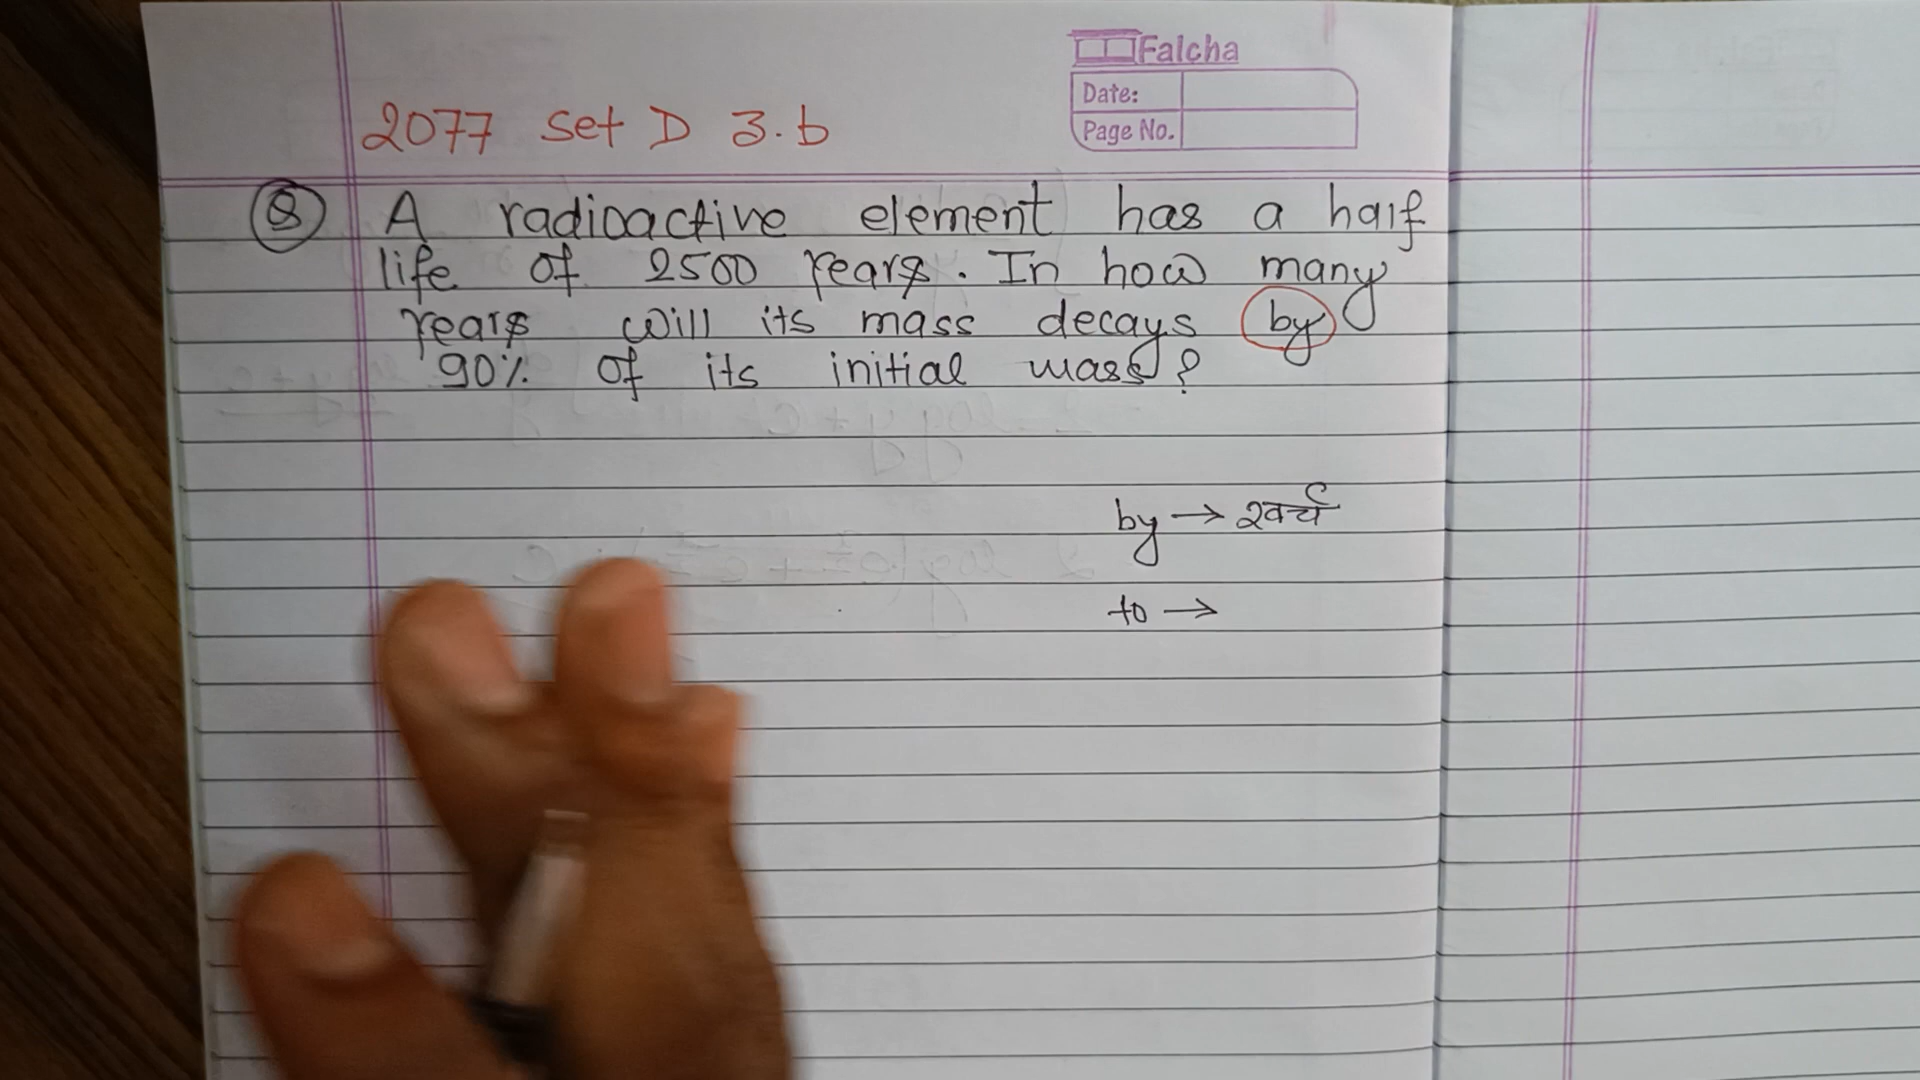 Falcha
Date:
Page No.
2077 set D 3.b
Q A radioactive element has a half
life of 2500 years. In how many
years will its mass decays by
90% of its initial mass?
by → खर्च
to →